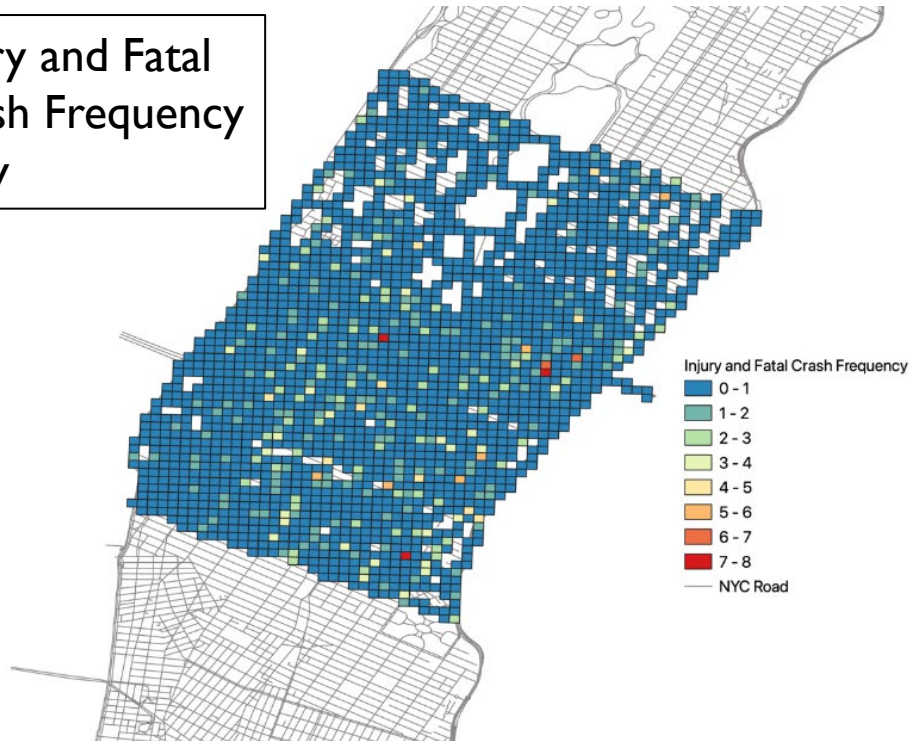 ry and Fatal
sh Frequency
y
Injury and Fatal Crash Frequency
0 - 1
1 - 2
2 - 3
3 - 4
4 - 5
5 - 6
6 - 7
7 - 8
NYC Road